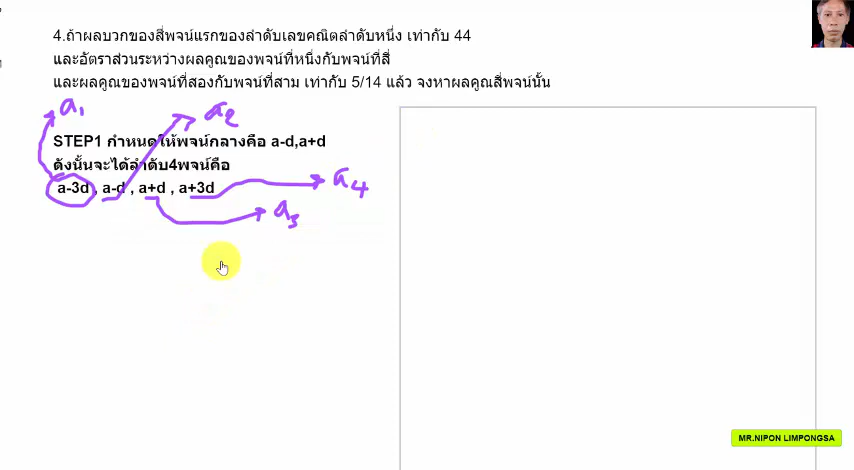 4.ถ้าผลบวกของสี่พจน์แรกของลำดับเลขคณิตลำดับหนึ่ง เท่ากับ 44
และอัตราส่วนระหว่างผลคูณของพจน์ที่หนึ่งกับพจน์ที่สี่
และผลคูณของพจน์ที่สองกับพจน์ที่สาม เท่ากับ 5/14 แล้ว จงหาผลคูณสี่พจน์นั้น
a1
a2
STEP1 กำหนดให้พจน์กลางคือ a-d,a+d
ดังนั้นจะได้ลำดับ4พจน์คือ
a-3d , a-d , a+d , a+3d
a4
a3
MR.NIPON LIMPONGSA